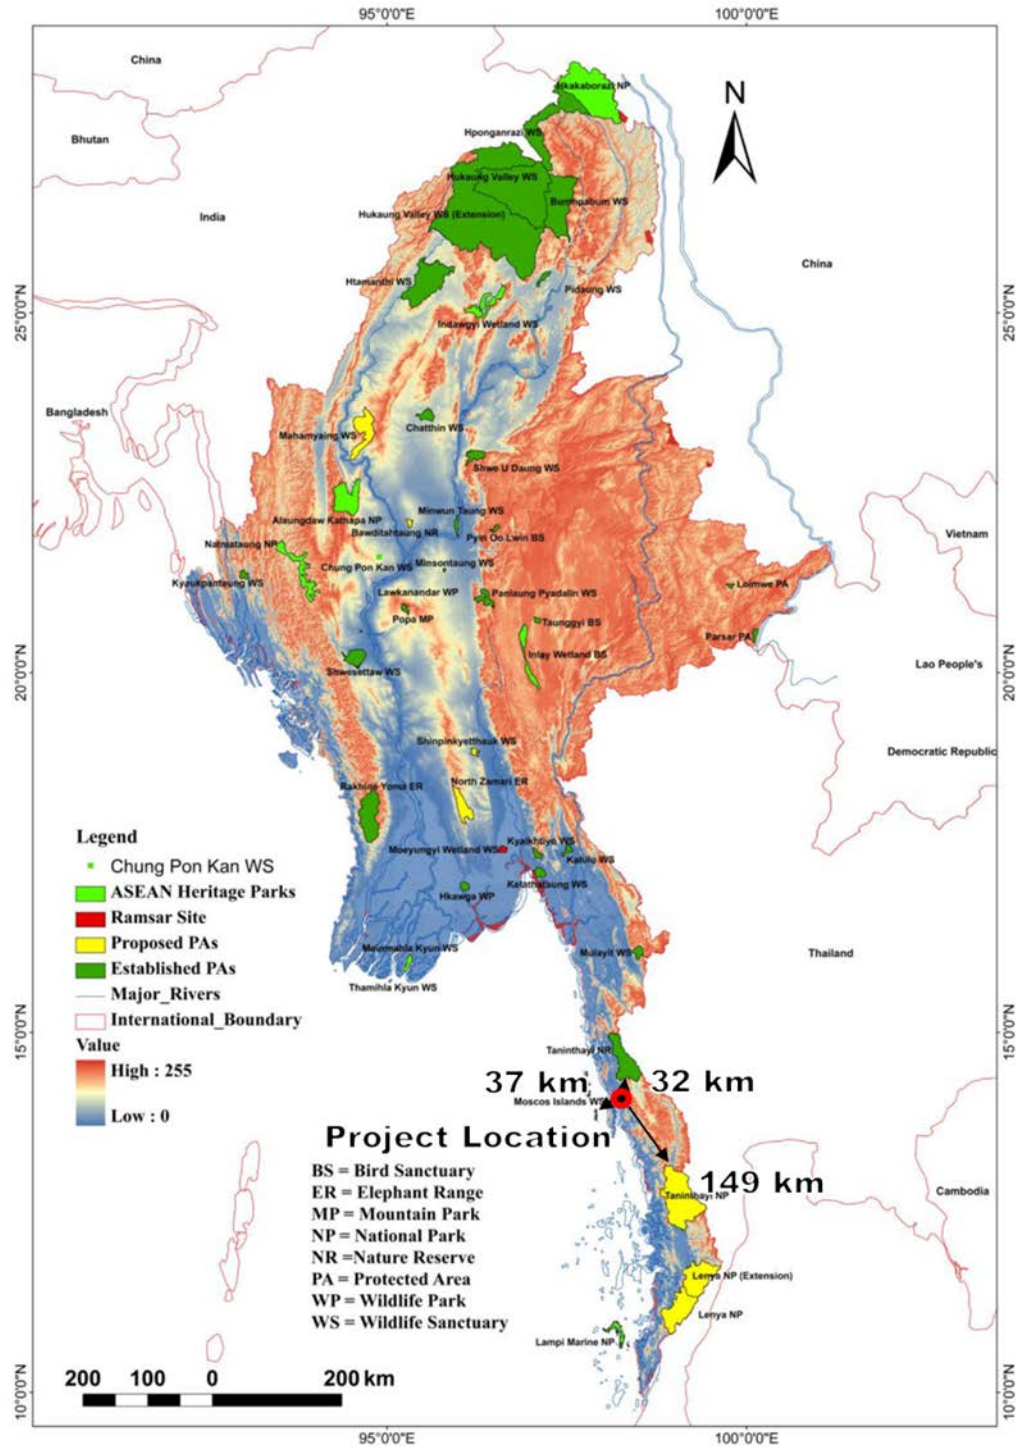 95°0'0"E
100°0'0"E
China
Hkakaborazi NP
N
Hponganrazi WS
Bhutan
Hukaung Valley WS
Bumhpabum WS
India
Hukaung Valley WS (Extension)
China
Htamanthi WS
Pidaung WS
25°0'0"N
25°0'0"N
Indawgyi Wetland WS
Bangladesh
Chatthin WS
Mahamyaing WS
Shwe U Daung WS
Minwun Taung WS
Alaungdaw Kathapa NP
Bawditahtaung NR
Pyin Oo Lwin BS
Vietnam
Natmataung NP
Chung Pon Kan WS
Minsontaung WS
Kyaukpantaung WS
Loimwe PA
Lawkanandar WP
Panlaung Pyadalin WS
Popa MP
Taunggyi BS
Parsar PA
Inlay Wetland BS
Lao People's
Shwesettaw WS
20°0'0"N
20°0'0"N
Shinpinkyetthauk WS
Democratic Republic
Rakhine Yoma ER
North Zamari ER
Legend
Chung Pon Kan WS
ASEAN Heritage Parks
Ramsar Site
Proposed PAs
Established PAs
Major_Rivers
International_Boundary
Value
High : 255
Low : 0
Moeyungyi Wetland WS
Kyaikhtiyo WS
Kahilu WS
Kelathataung WS
Hkawga WP
Meinmahla Kyun WS
Mulayit WS
Thailand
Thamihla Kyun WS
15°0'0"N
15°0'0"N
Taninthayi NR
37 km
32 km
Moscos Islands WS
Project Location
149 km
Taninthayi NP
Cambodia
BS = Bird Sanctuary
ER = Elephant Range
MP = Mountain Park
NP = National Park
NR =Nature Reserve
PA = Protected Area
WP = Wildlife Park
WS = Wildlife Sanctuary
Lenya NP (Extension)
Lenya NP
Lampi Marine NP
200 100 0 200 km
10°0'0"N
10°0'0"N
95°0'0"E
100°0'0"E